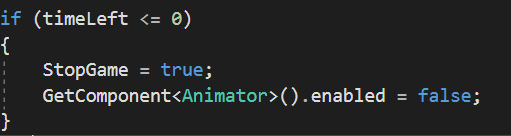 if (timeLeft <= 0)
{
StopGame = true;
GetComponent<Animator>().enabled = false;
}